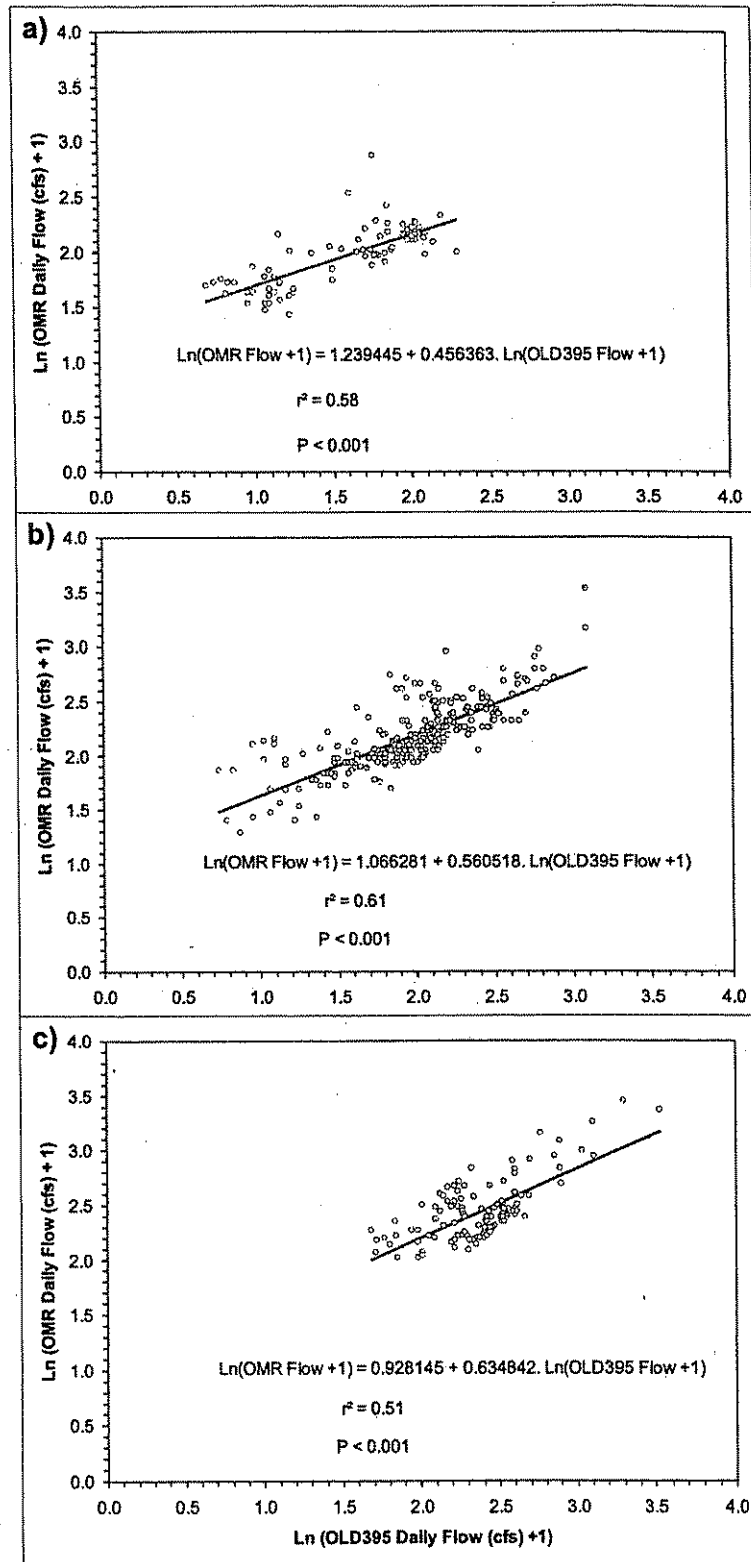 a)
4.0
3.5
3.0
2.5
2.0
1.5
1.0
0.5
0.0
Ln (OMR Daily Flow (cfs) + 1)
Ln(OMR Flow +1) = 1.239445 + 0.456363. Ln(OLD395 Flow +1)
r² = 0.58
P < 0.001
0.0 0.5 1.0 1.5 2.0 2.5 3.0 3.5 4.0
b)
4.0
3.5
3.0
2.5
2.0
1.5
1.0
0.5
0.0
Ln (OMR Daily Flow (cfs) + 1)
Ln(OMR Flow +1) = 1.066281 + 0.560518. Ln(OLD395 Flow +1)
r² = 0.61
P < 0.001
0.0 0.5 1.0 1.5 2.0 2.5 3.0 3.5 4.0
c)
4.0
3.5
3.0
2.5
2.0
1.5
1.0
0.5
0.0
Ln (OMR Daily Flow (cfs) + 1)
Ln(OMR Flow +1) = 0.928145 + 0.634842. Ln(OLD395 Flow +1)
r² = 0.51
P < 0.001
0.0 0.5 1.0 1.5 2.0 2.5 3.0 3.5 4.0
Ln (OLD395 Daily Flow (cfs) +1)